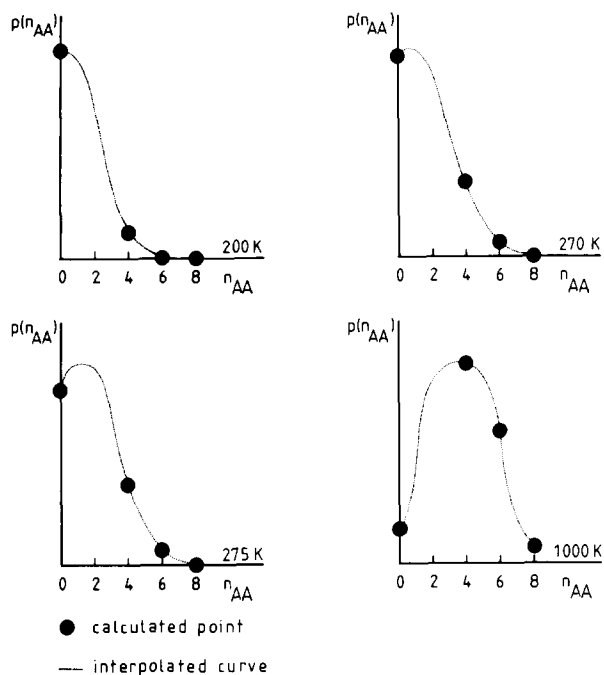 p(n_AA) p(n_AA)
200 K 270 K
0 2 4 6 8 n_AA 0 2 4 6 8 n_AA
p(n_AA) p(n_AA)
275 K 1000 K
0 2 4 6 8 n_AA 0 2 4 6 8 n_AA
● calculated point
— interpolated curve